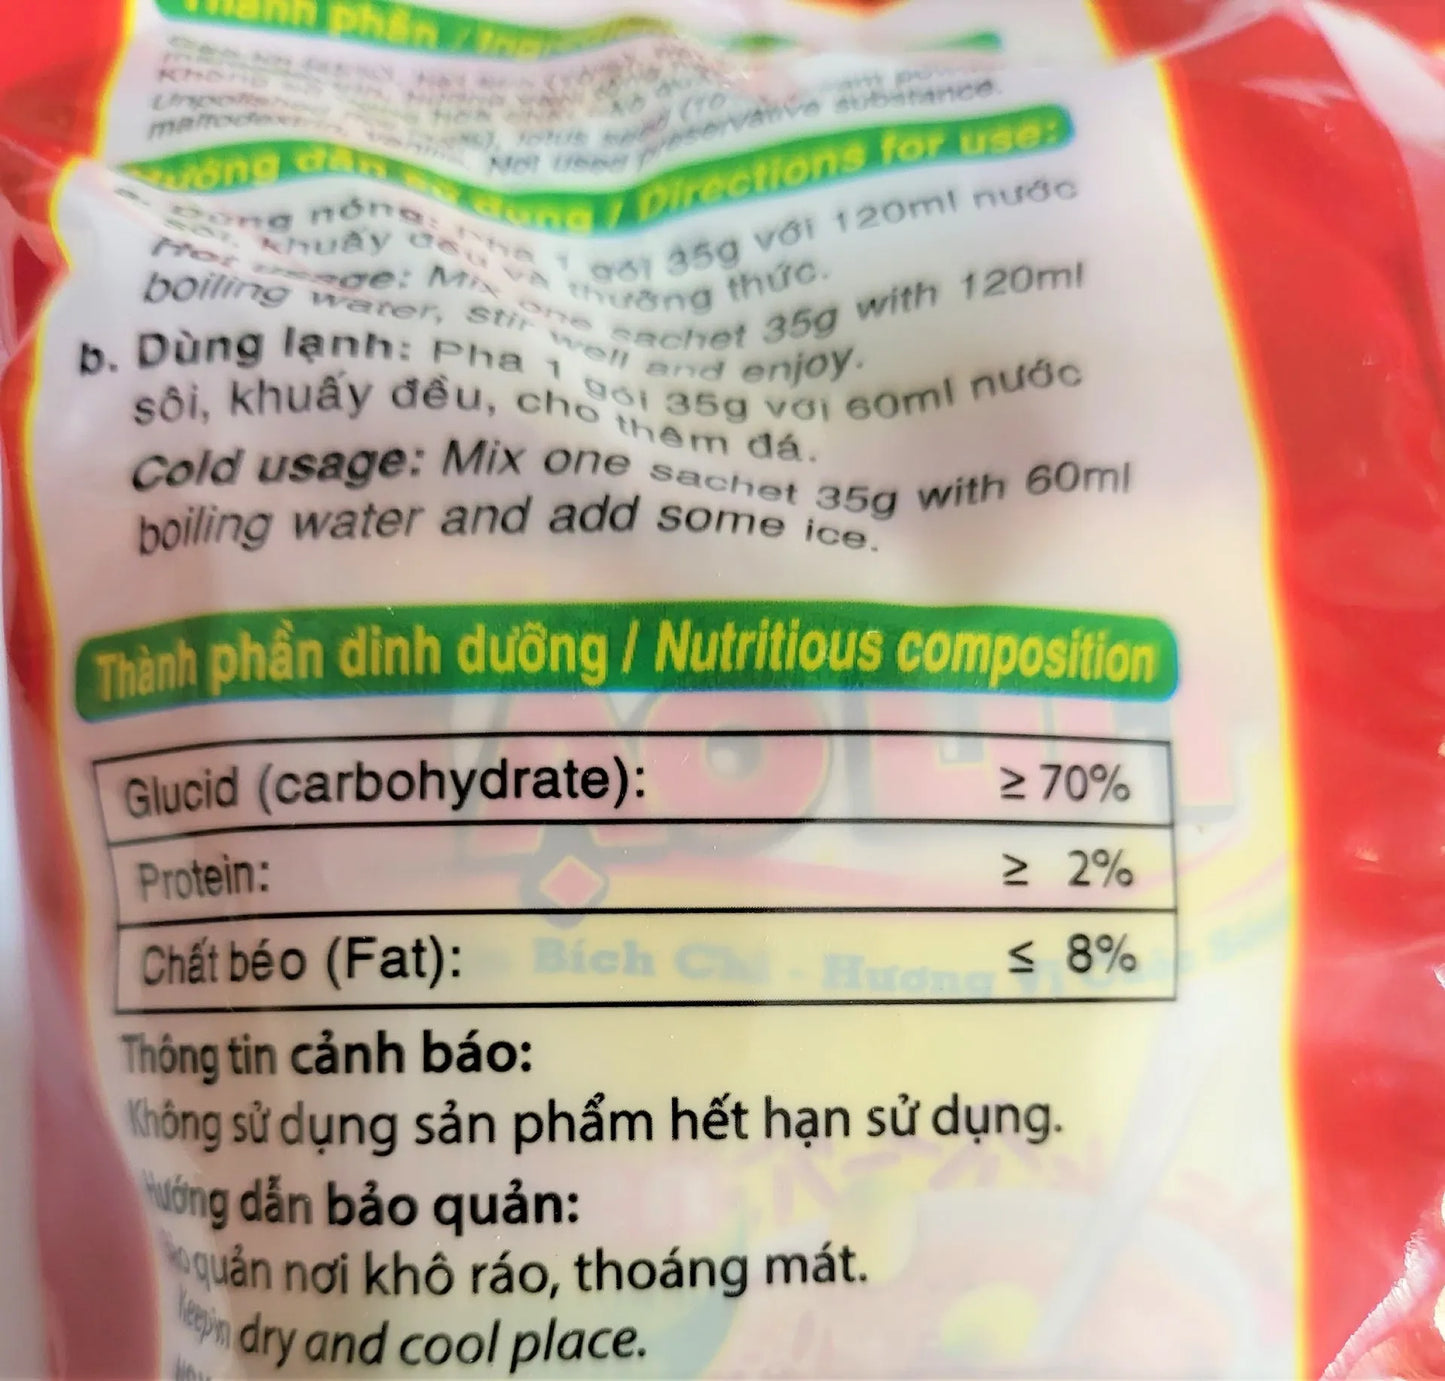 Thành phần /
maltodextrin, lotus seed
Not used preservative substance.
Hướng dẫn sử dụng / Directions for use:
a. Dùng nóng: Pha 1 gói 35g với 120ml nước
sôi, khuấy đều và thưởng thức.
Hot usage: Mix one sachet 35g with 120ml
boiling water, stir well and enjoy.
b. Dùng lạnh: Pha 1 gói 35g với 60ml nước
sôi, khuấy đều, cho thêm đá.
Cold usage: Mix one sachet 35g with 60ml
boiling water and add some ice.
Thành phần dinh dưỡng / Nutritious composition
Glucid (carbohydrate): ≥ 70%
Protein: ≥ 2%
Chất béo (Fat): ≤ 8%
Bích Chi - Hương Vị
Thông tin cảnh báo:
Không sử dụng sản phẩm hết hạn sử dụng.
Hướng dẫn bảo quản:
quản nơi khô ráo, thoáng mát.
Keep in dry and cool place.